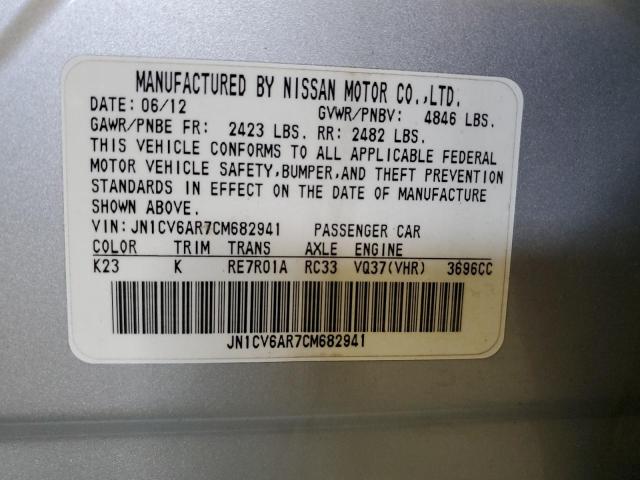 MANUFACTURED BY NISSAN MOTOR CO.,LTD.
DATE: 06/12 GVWR/PNBV: 4846 LBS.
GAWR/PNBE FR: 2423 LBS. RR: 2482 LBS.
THIS VEHICLE CONFORMS TO ALL APPLICABLE FEDERAL
MOTOR VEHICLE SAFETY,BUMPER,AND THEFT PREVENTION
STANDARDS IN EFFECT ON THE DATE OF MANUFACTURE
SHOWN ABOVE.
VIN: JN1CV6AR7CM682941 PASSENGER CAR
COLOR TRIM TRANS AXLE ENGINE
K23 K RE7R01A RC33 VQ37(VHR) 3696CC
JN1CV6AR7CM682941